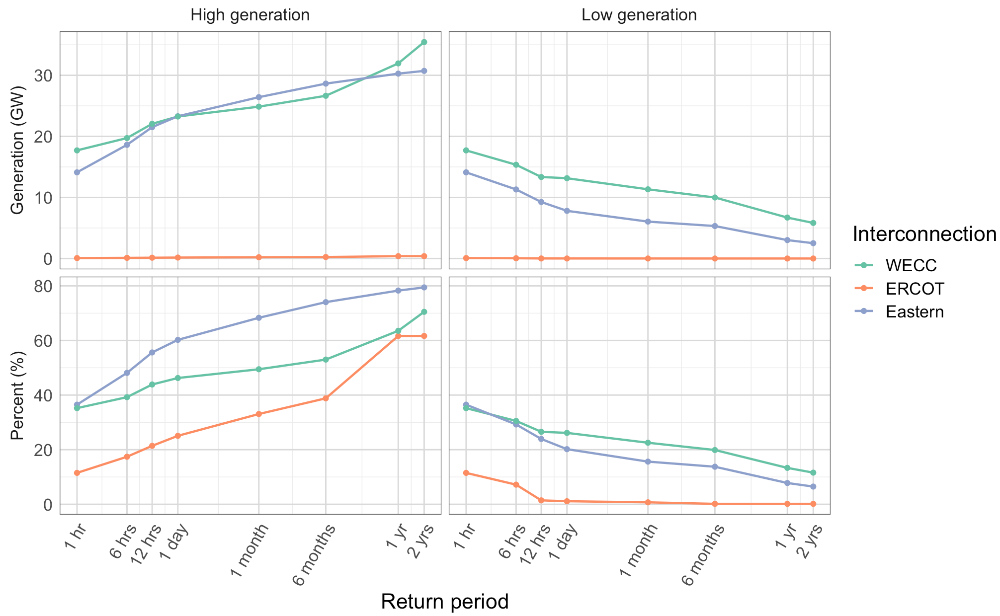 High generation
Low generation
Generation (GW)
30
20
10
0
Percent (%)
80
60
40
20
0
1 hr
6 hrs
12 hrs
1 day
1 month
6 months
1 yr
2 yrs
1 hr
6 hrs
12 hrs
1 day
1 month
6 months
1 yr
2 yrs
Return period
Interconnection
WECC
ERCOT
Eastern